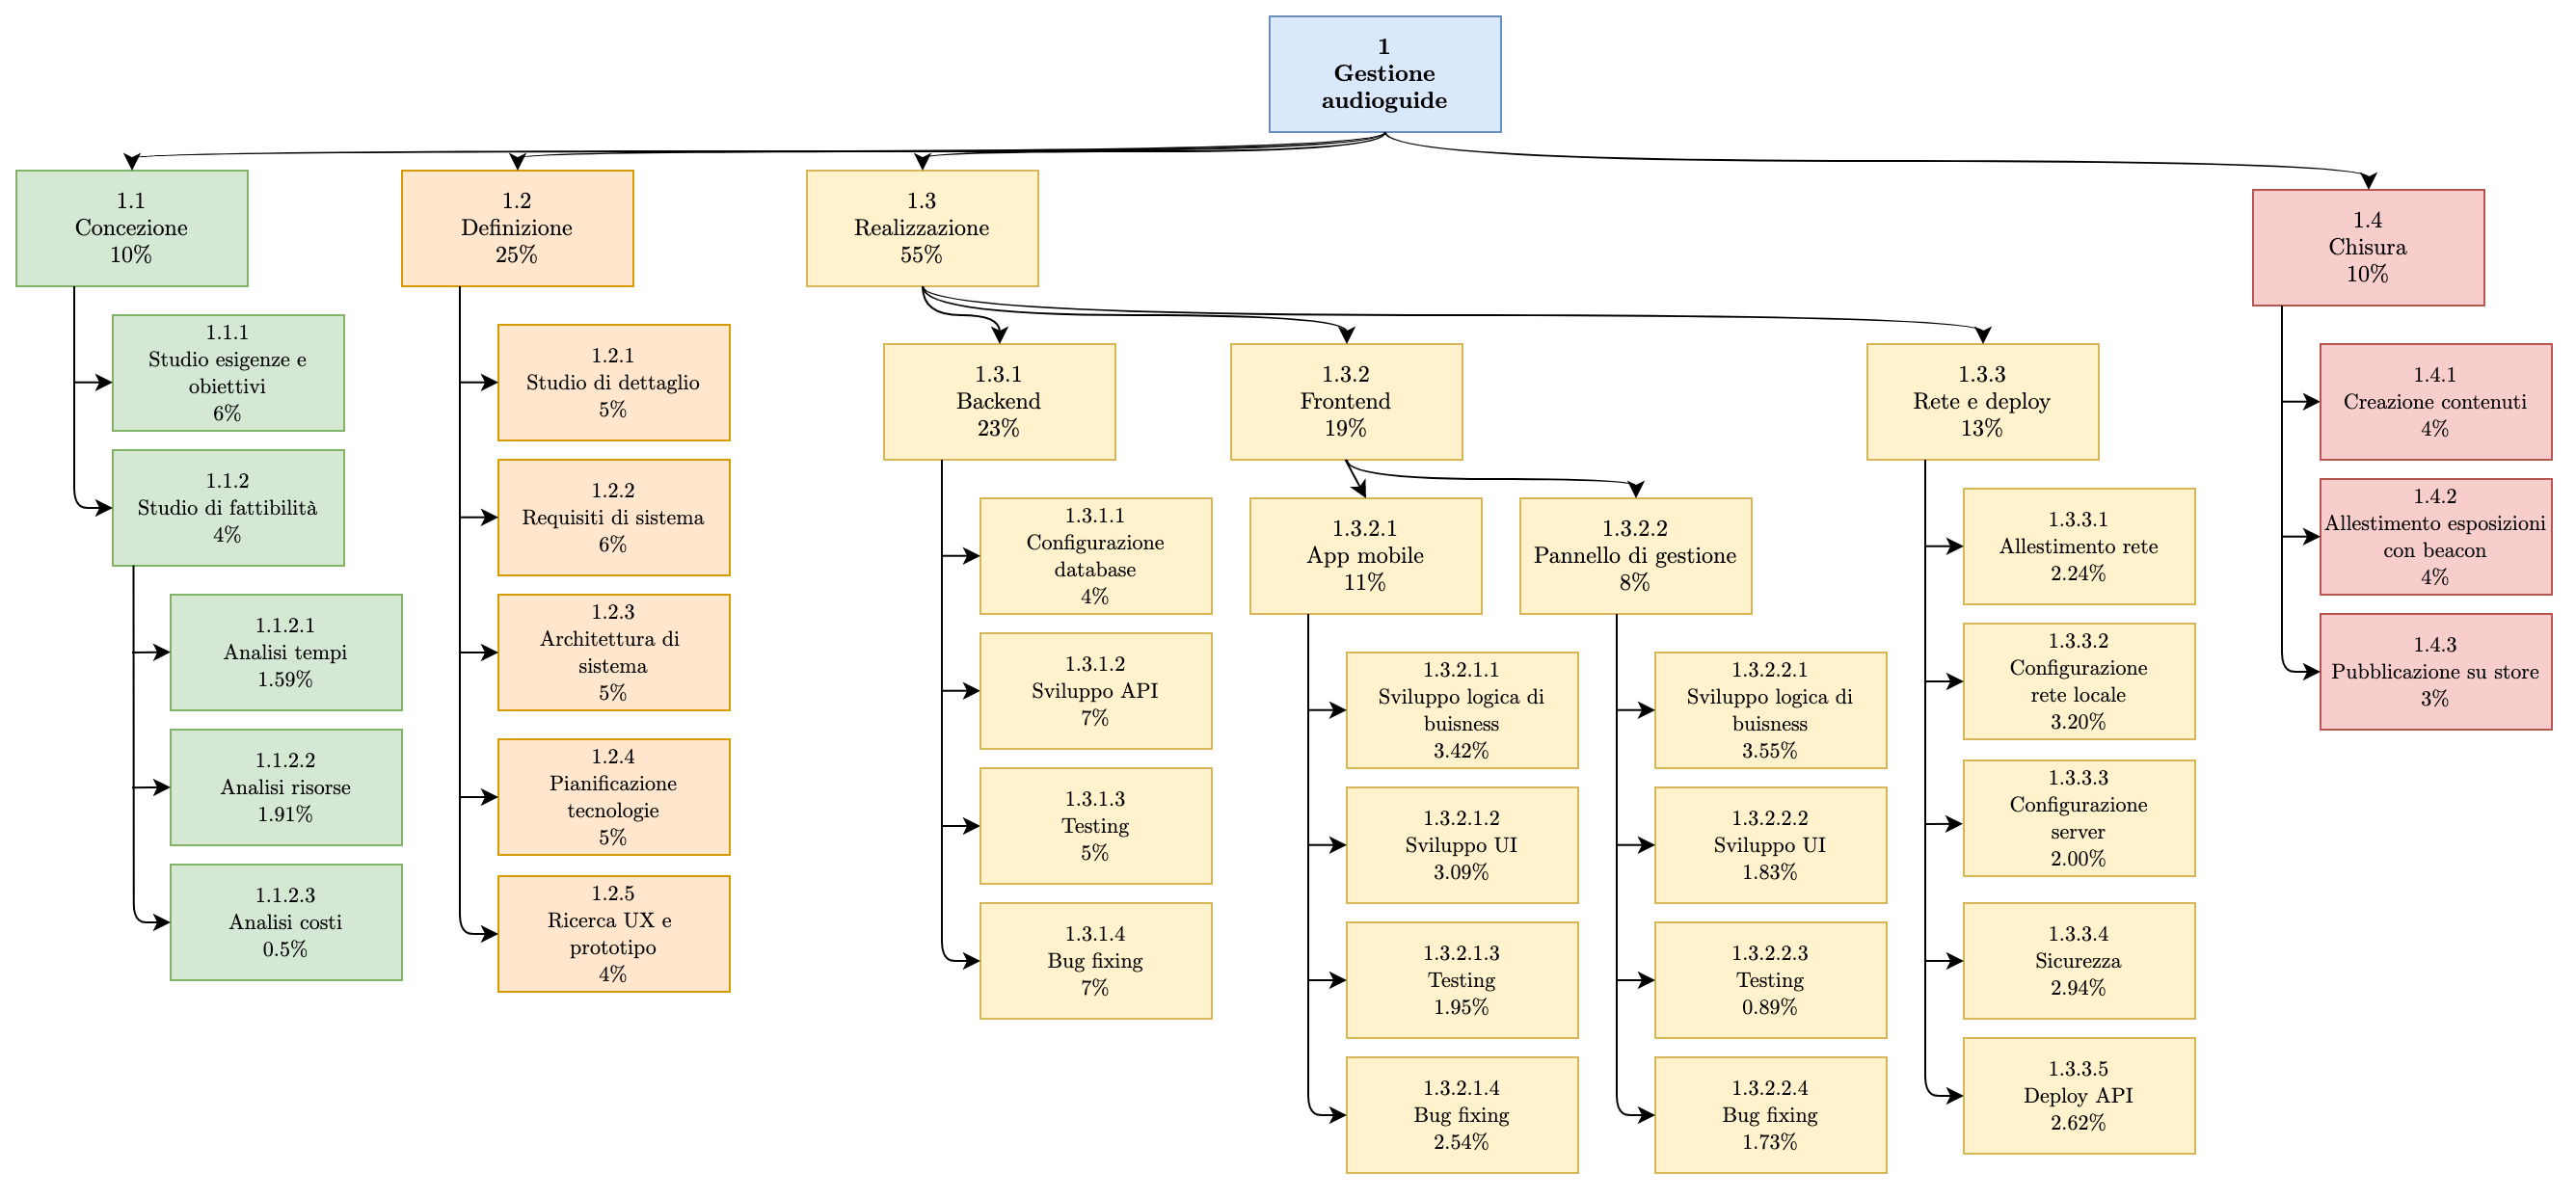 1
Gestione
audioguide
1.1
Concezione
10%
1.1.1
Studio esigenze e
obiettivi
6%
1.1.2
Studio di fattibilità
4%
1.1.2.1
Analisi tempi
1.59%
1.1.2.2
Analisi risorse
1.91%
1.1.2.3
Analisi costi
0.5%
1.2
Definizione
25%
1.2.1
Studio di dettaglio
5%
1.2.2
Requisiti di sistema
6%
1.2.3
Architettura di
sistema
5%
1.2.4
Pianificazione
tecnologie
5%
1.2.5
Ricerca UX e
prototipo
4%
1.3
Realizzazione
55%
1.3.1
Backend
23%
1.3.1.1
Configurazione
database
4%
1.3.1.2
Sviluppo API
7%
1.3.1.3
Testing
5%
1.3.1.4
Bug fixing
7%
1.3.2
Frontend
19%
1.3.2.1
App mobile
11%
1.3.2.1.1
Sviluppo logica di
buisness
3.42%
1.3.2.1.2
Sviluppo UI
3.09%
1.3.2.1.3
Testing
1.95%
1.3.2.1.4
Bug fixing
2.54%
1.3.2.2
Pannello di gestione
8%
1.3.2.2.1
Sviluppo logica di
buisness
3.55%
1.3.2.2.2
Sviluppo UI
1.83%
1.3.2.2.3
Testing
0.89%
1.3.2.2.4
Bug fixing
1.73%
1.3.3
Rete e deploy
13%
1.3.3.1
Allestimento rete
2.24%
1.3.3.2
Configurazione
rete locale
3.20%
1.3.3.3
Configurazione
server
2.00%
1.3.3.4
Sicurezza
2.94%
1.3.3.5
Deploy API
2.62%
1.4
Chisura
10%
1.4.1
Creazione contenuti
4%
1.4.2
Allestimento esposizioni
con beacon
4%
1.4.3
Pubblicazione su store
3%